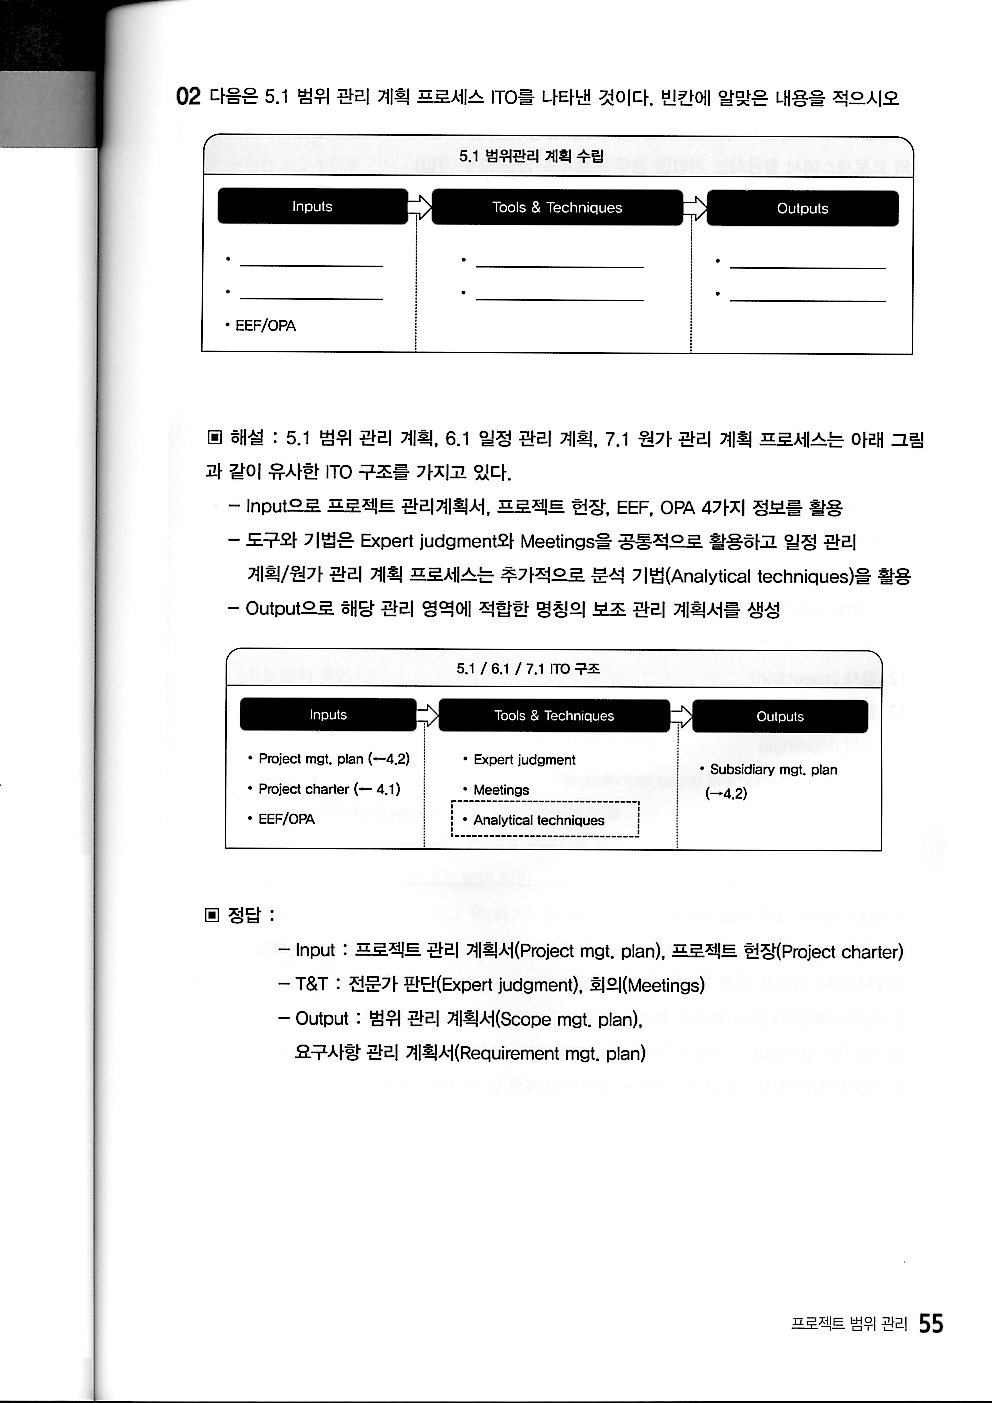 02 다음은 5.1 범위 관리 계획 프로세스 ITO를 나타낸 것이다. 빈칸에 알맞은 내용을 적으시오
5.1 범위관리 계획 수립
Inputs
Tools & Techniques
Outputs
• EEF/OPA
▣ 해설 : 5.1 범위 관리 계획, 6.1 일정 관리 계획, 7.1 원가 관리 계획 프로세스는 아래 그림
과 같이 유사한 ITO 구조를 가지고 있다.
– Input으로 프로젝트 관리계획서, 프로젝트 헌장, EEF, OPA 4가지 정보를 활용
– 도구와 기법은 Expert judgment와 Meetings을 공통적으로 활용하고 일정 관리
계획/원가 관리 계획 프로세스는 추가적으로 분석 기법(Analytical techniques)을 활용
– Output으로 해당 관리 영역에 적합한 명칭의 보조 관리 계획서를 생성
5.1 / 6.1 / 7.1 ITO 구조
Inputs
Tools & Techniques
Outputs
• Project mgt. plan (←4.2)
• Project charter (← 4.1)
• EEF/OPA
• Expert judgment
• Meetings
• Analytical techniques
• Subsidiary mgt. plan
(→4.2)
▣ 정답 :
– Input : 프로젝트 관리 계획서(Project mgt. plan), 프로젝트 헌장(Project charter)
– T&T : 전문가 판단(Expert judgment), 회의(Meetings)
– Output : 범위 관리 계획서(Scope mgt. plan),
요구사항 관리 계획서(Requirement mgt. plan)
프로젝트 범위 관리 55